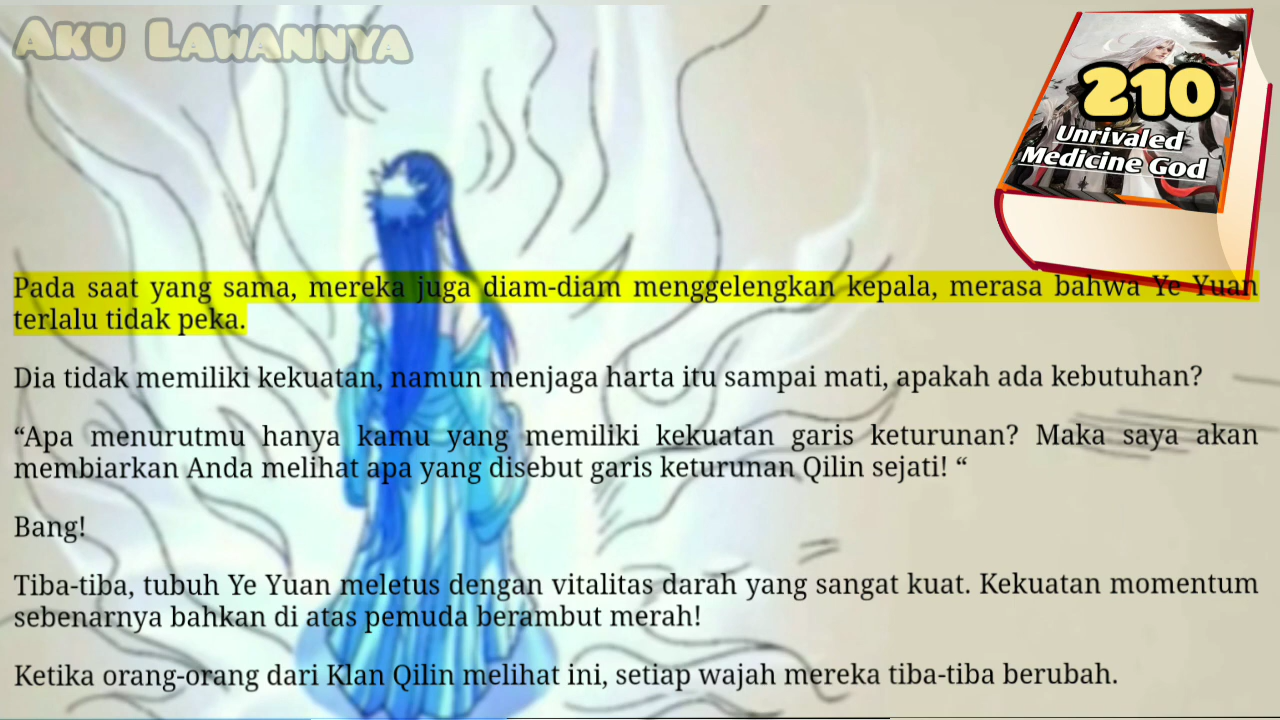 Aku Lawannya
210
Unrivaled
Medicine God
Pada saat yang sama, mereka juga diam-diam menggelengkan kepala, merasa bahwa Ye Yuan
terlalu tidak peka.
Dia tidak memiliki kekuatan, namun menjaga harta itu sampai mati, apakah ada kebutuhan?
“Apa menurutmu hanya kamu yang memiliki kekuatan garis keturunan? Maka saya akan
membiarkan Anda melihat apa yang disebut garis keturunan Qilin sejati! “
Bang!
Tiba-tiba, tubuh Ye Yuan meletus dengan vitalitas darah yang sangat kuat. Kekuatan momentum
sebenarnya bahkan di atas pemuda berambut merah!
Ketika orang-orang dari Klan Qilin melihat ini, setiap wajah mereka tiba-tiba berubah.